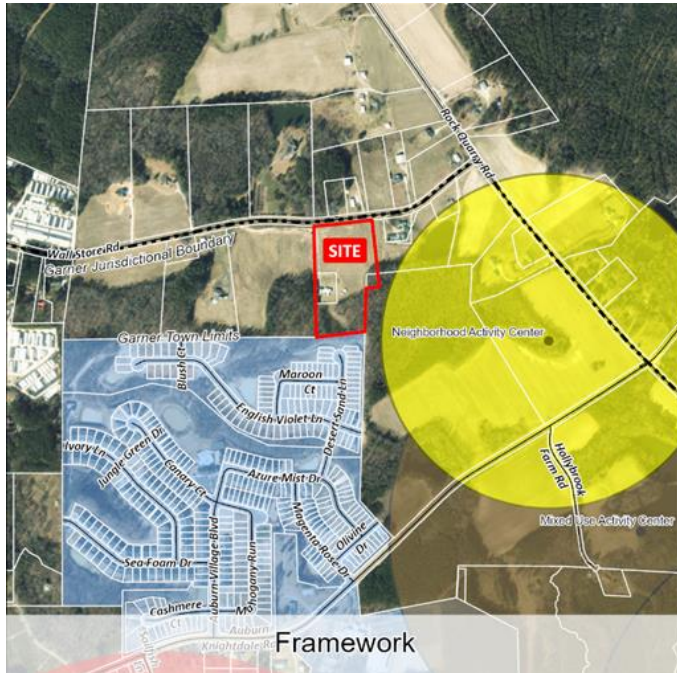 Rock Quarry Rd
Wall Store Rd
Garner Jurisdictional Boundary
SITE
Garner Town Limits
Neighborhood Activity Center
Blush Ct
Maroon
Ct
English Violet Ln
Desert Sand Ln
Ivory Ln
Jungle Green Dr
Canary Ct
Azure Mist Dr
Magenta Rose Dr
Olivine
Dr
Hollybrook
Farm Rd
Mixed Use Activity Center
Auburn Village Blvd
Mahogany Run
Sea Foam Dr
Cashmere
Ct
Auburn
Knightdale Rd
Framework